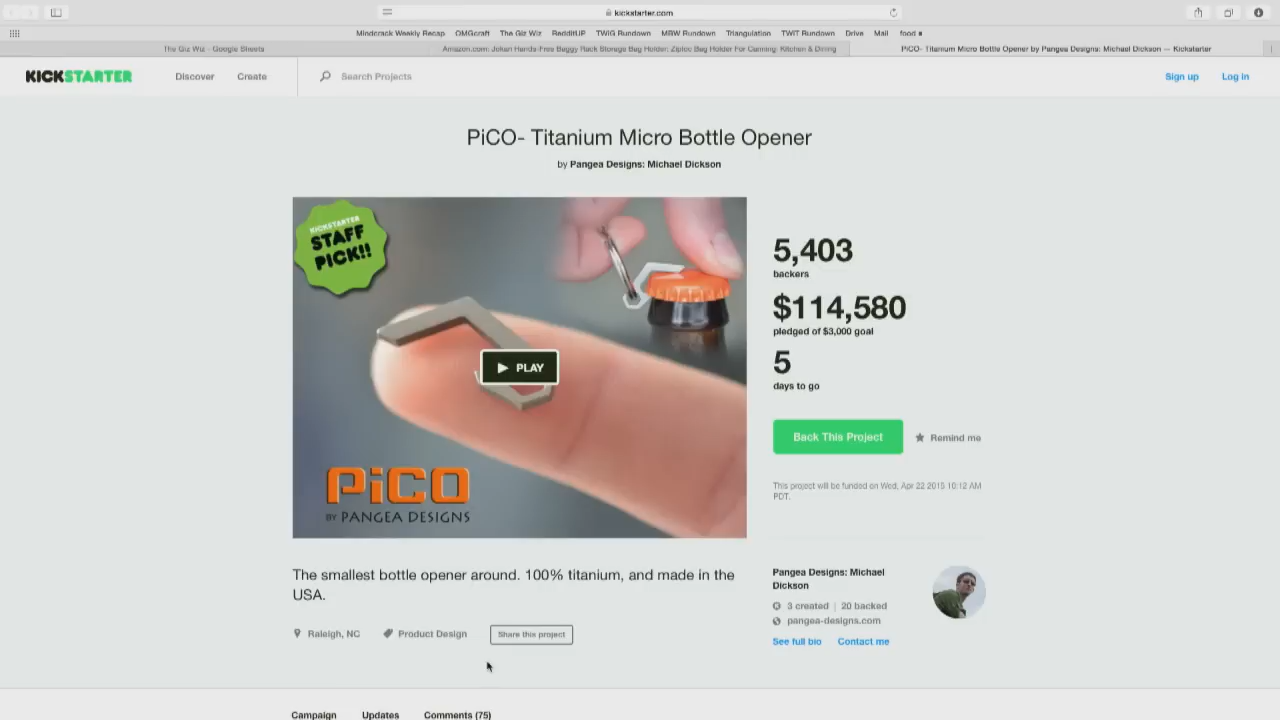 kickstarter.com
Mindcrack Weekly Recap OMGcraft The Giz Wiz RedditUP TWiG Rundown MBW Rundown Triangulation TWiT Rundown Drive Mail food
The Giz Wiz - Google Sheets
Amazon.com: Jokari Hands-Free Baggy Rack Storage Bag Holder: Ziploc Bag Holder For Canning: Kitchen & Dining
PiCO- Titanium Micro Bottle Opener by Pangea Designs: Michael Dickson — Kickstarter
KICKSTARTER Discover Create Search Projects Sign up Log in
PiCO- Titanium Micro Bottle Opener
by Pangea Designs: Michael Dickson
KICKSTARTER
STAFF
PICK!!
PLAY
PiCO
BY PANGEA DESIGNS
5,403
backers
$114,580
pledged of $3,000 goal
5
days to go
Back This Project Remind me
This project will be funded on Wed, Apr 22 2015 10:12 AM
PDT.
The smallest bottle opener around. 100% titanium, and made in the
USA.
Raleigh, NC Product Design Share this project
Pangea Designs: Michael
Dickson
3 created | 20 backed
pangea-designs.com
See full bio Contact me
Campaign Updates Comments (75)